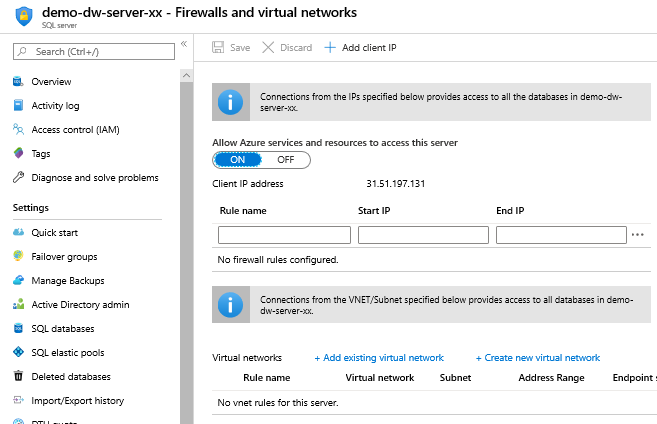 demo-dw-server-xx - Firewalls and virtual networks
SQL server
Search (Ctrl+/)
«
Overview
Activity log
Access control (IAM)
Tags
Diagnose and solve problems
Settings
Quick start
Failover groups
Manage Backups
Active Directory admin
SQL databases
SQL elastic pools
Deleted databases
Import/Export history
DTU quota
Save
Discard
+ Add client IP
Connections from the IPs specified below provides access to all the databases in demo-dw-
server-xx.
Allow Azure services and resources to access this server
ON OFF
Client IP address 31.51.197.131
Rule name Start IP End IP
...
No firewall rules configured.
Connections from the VNET/Subnet specified below provides access to all databases in demo-
dw-server-xx.
Virtual networks + Add existing virtual network + Create new virtual network
Rule name Virtual network Subnet Address Range Endpoint s
No vnet rules for this server.